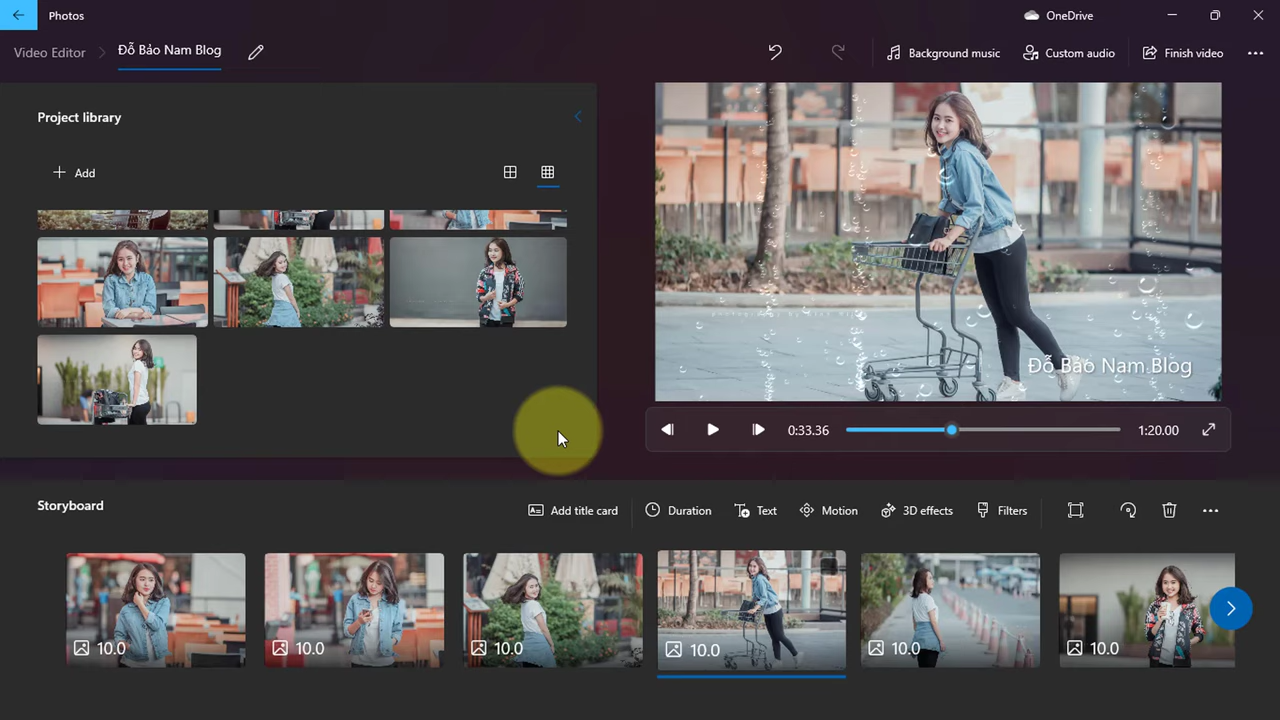 Photos
OneDrive
Video Editor
Đỗ Bảo Nam Blog
Background music
Custom audio
Finish video
Project library
Add
Đỗ Bảo Nam Blog
0:33.36
1:20.00
Storyboard
Add title card
Duration
Text
Motion
3D effects
Filters
10.0
10.0
10.0
10.0
10.0
10.0